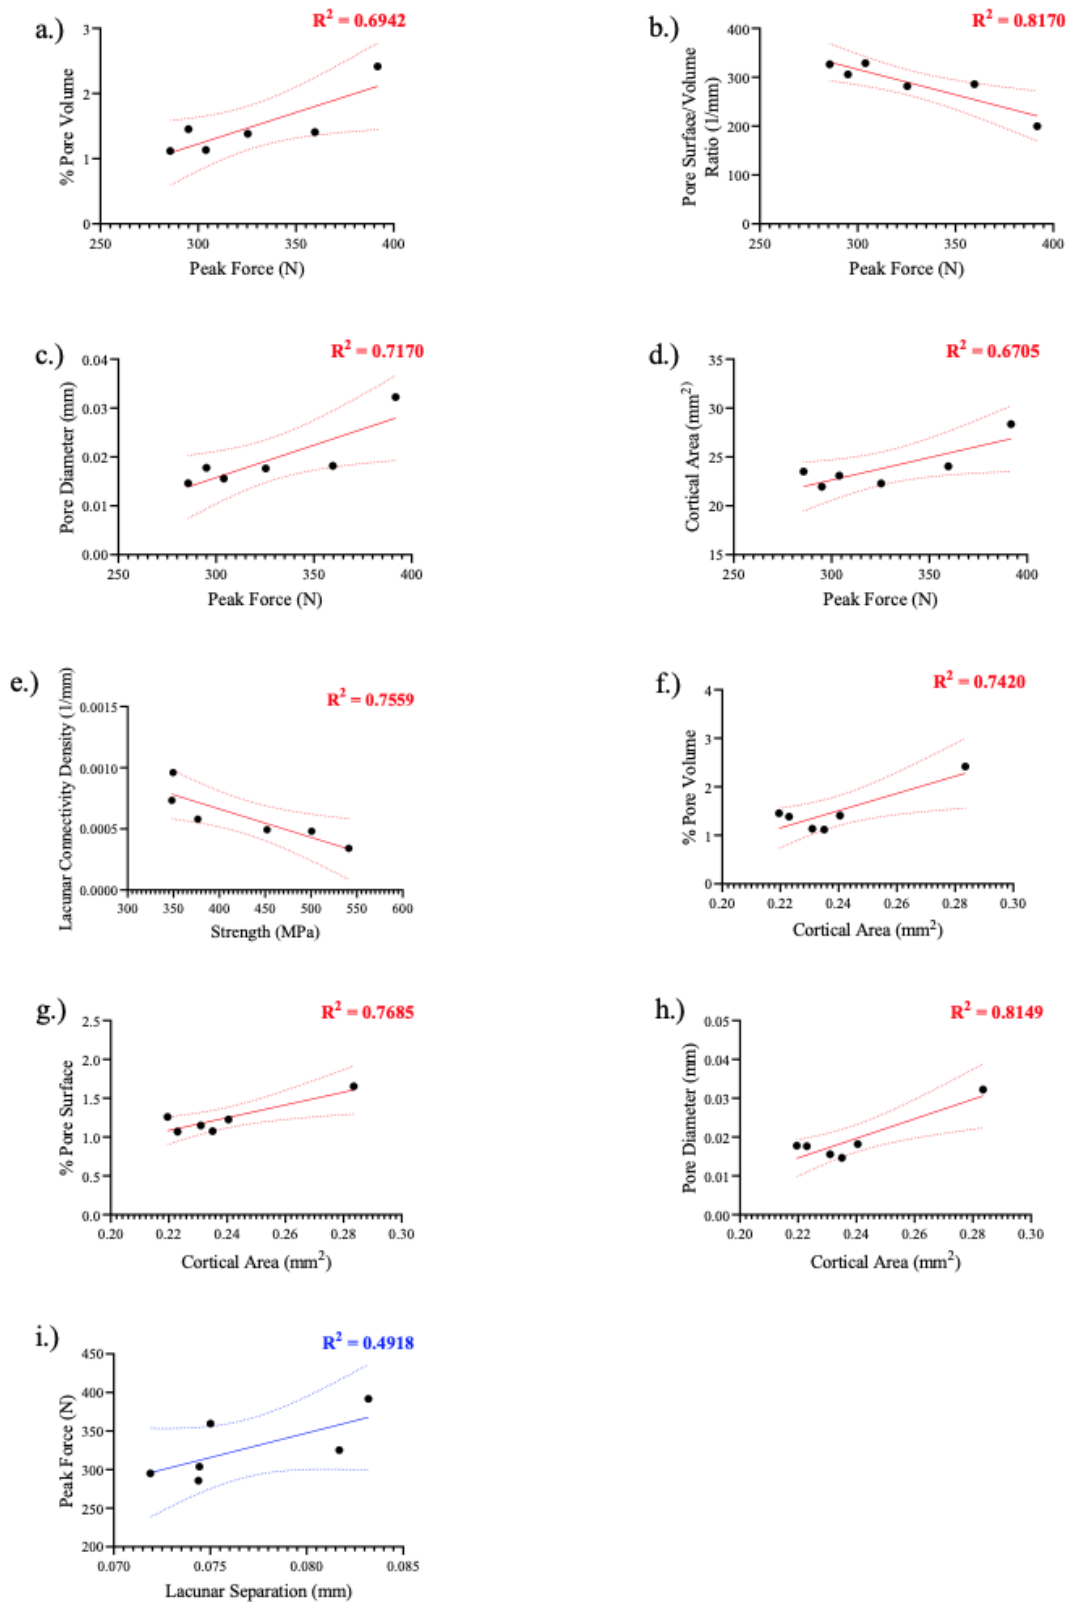 a.)
R² = 0.6942
% Pore Volume
3
2
1
0
250 300 350 400
Peak Force (N)
b.)
R² = 0.8170
Pore Surface/Volume
Ratio (1/mm)
400
300
200
100
0
250 300 350 400
Peak Force (N)
c.)
R² = 0.7170
Pore Diameter (mm)
0.04
0.03
0.02
0.01
0.00
250 300 350 400
Peak Force (N)
d.)
R² = 0.6705
Cortical Area (mm²)
35
30
25
20
15
250 300 350 400
Peak Force (N)
e.)
R² = 0.7559
Lacunar Connectivity Density (1/mm)
0.0015
0.0010
0.0005
0.0000
300 350 400 450 500 550 600
Strength (MPa)
f.)
R² = 0.7420
% Pore Volume
4
3
2
1
0
0.20 0.22 0.24 0.26 0.28 0.30
Cortical Area (mm²)
g.)
R² = 0.7685
% Pore Surface
2.5
2.0
1.5
1.0
0.5
0.0
0.20 0.22 0.24 0.26 0.28 0.30
Cortical Area (mm²)
h.)
R² = 0.8149
Pore Diameter (mm)
0.05
0.04
0.03
0.02
0.01
0.00
0.20 0.22 0.24 0.26 0.28 0.30
Cortical Area (mm²)
i.)
R² = 0.4918
Peak Force (N)
450
400
350
300
250
200
0.070 0.075 0.080 0.085
Lacunar Separation (mm)